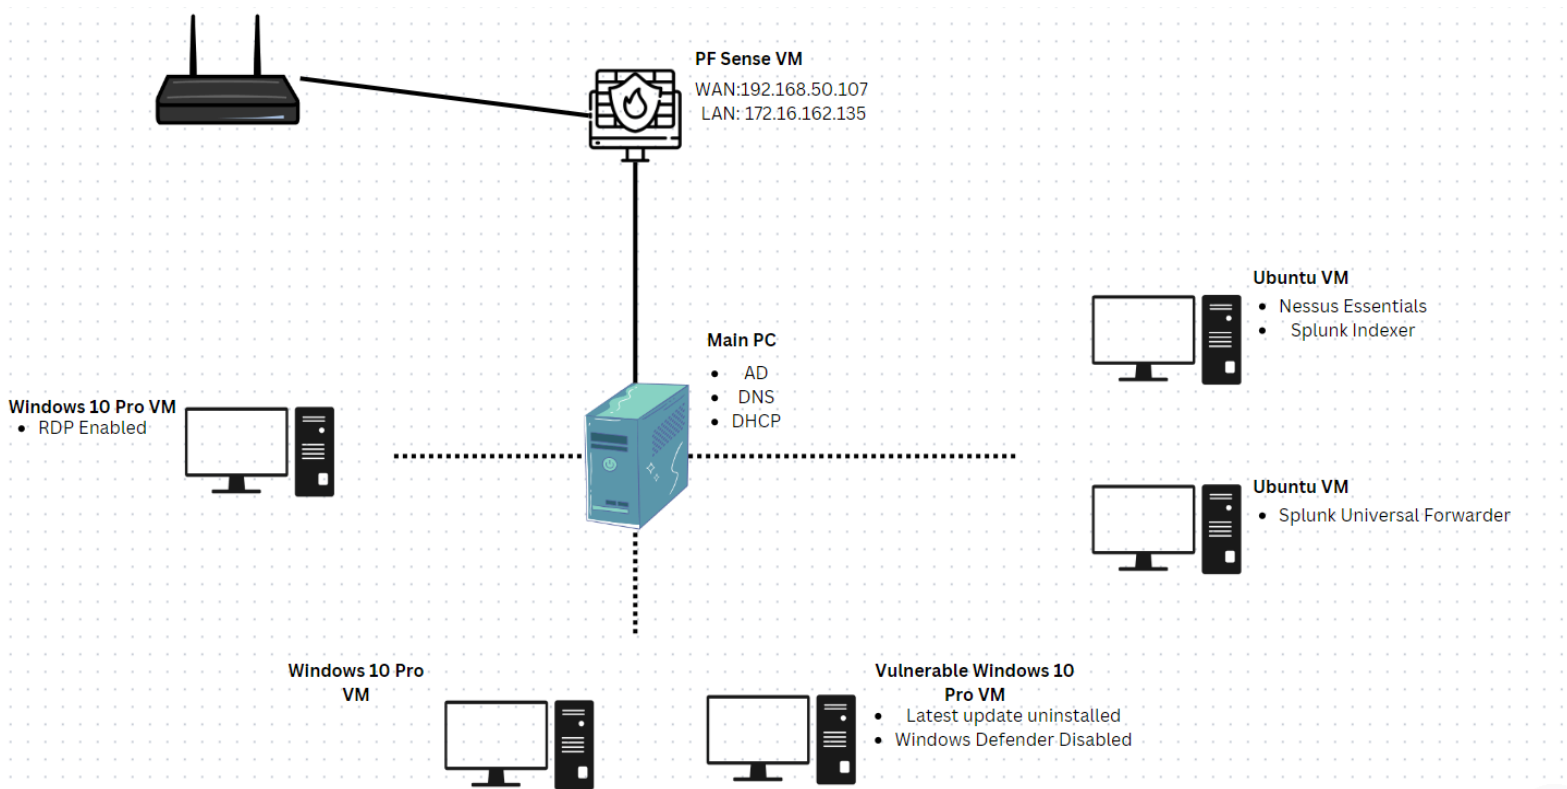 PF Sense VM
WAN:192.168.50.107
LAN: 172.16.162.135
Ubuntu VM
• Nessus Essentials
• Splunk Indexer
Main PC
• AD
• DNS
• DHCP
Windows 10 Pro VM
• RDP Enabled
Ubuntu VM
• Splunk Universal Forwarder
Windows 10 Pro
VM
Vulnerable Windows 10
Pro VM
• Latest update uninstalled
• Windows Defender Disabled